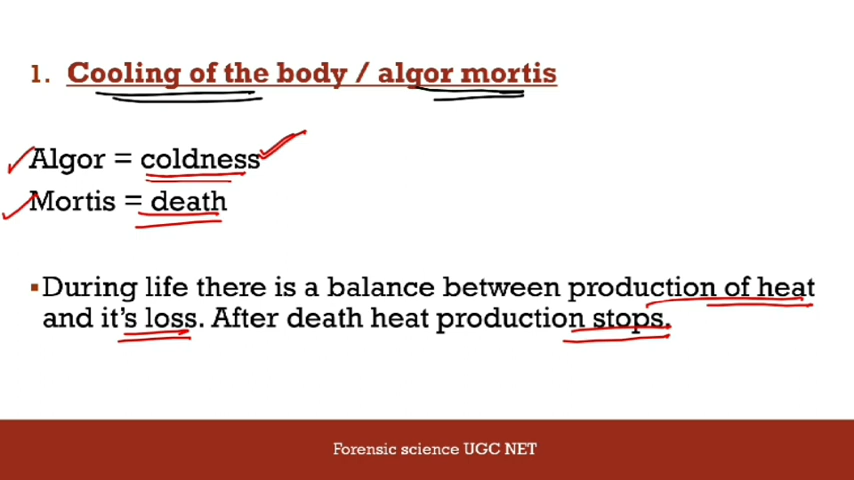 1. Cooling of the body / algor mortis
Algor = coldness
Mortis = death
▪During life there is a balance between production of heat
and it's loss. After death heat production stops.
Forensic science UGC NET